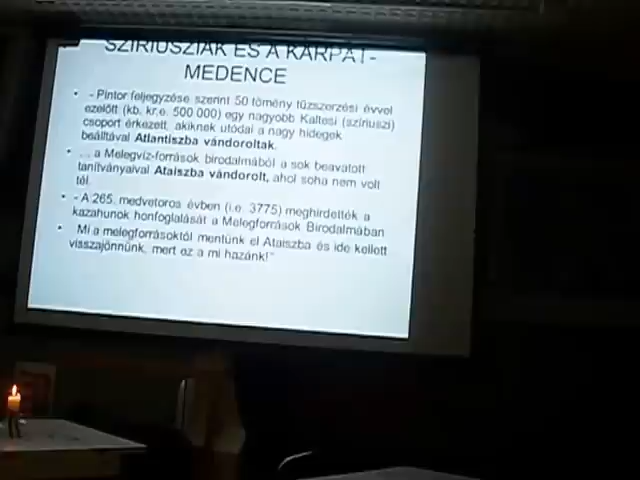 SZÍRIUSZIAK ÉS A KÁRPÁT-
MEDENCE
• - Pintor feljegyzése szerint 50 tömény tűzszerzési évvel
ezelőtt (kb. kr.e. 500 000) egy nagyobb Kaltesi (szíriuszi)
csoport érkezett, akiknek utódai a nagy hidegek
beálltával Atlantiszba vándoroltak.
• ... a Melegvíz-források birodalmából a sok beavatott
tanítványaival Ataiszba vándorolt, ahol soha nem volt
tél.
• - A 265. medvetoros évben (i.e. 3775) meghirdették a
kazahunok honfoglalását a Melegforrások Birodalmában
• Mi a melegforrásoktól mentünk el Ataiszba és ide kellett
visszajönnünk, mert ez a mi hazánk!"